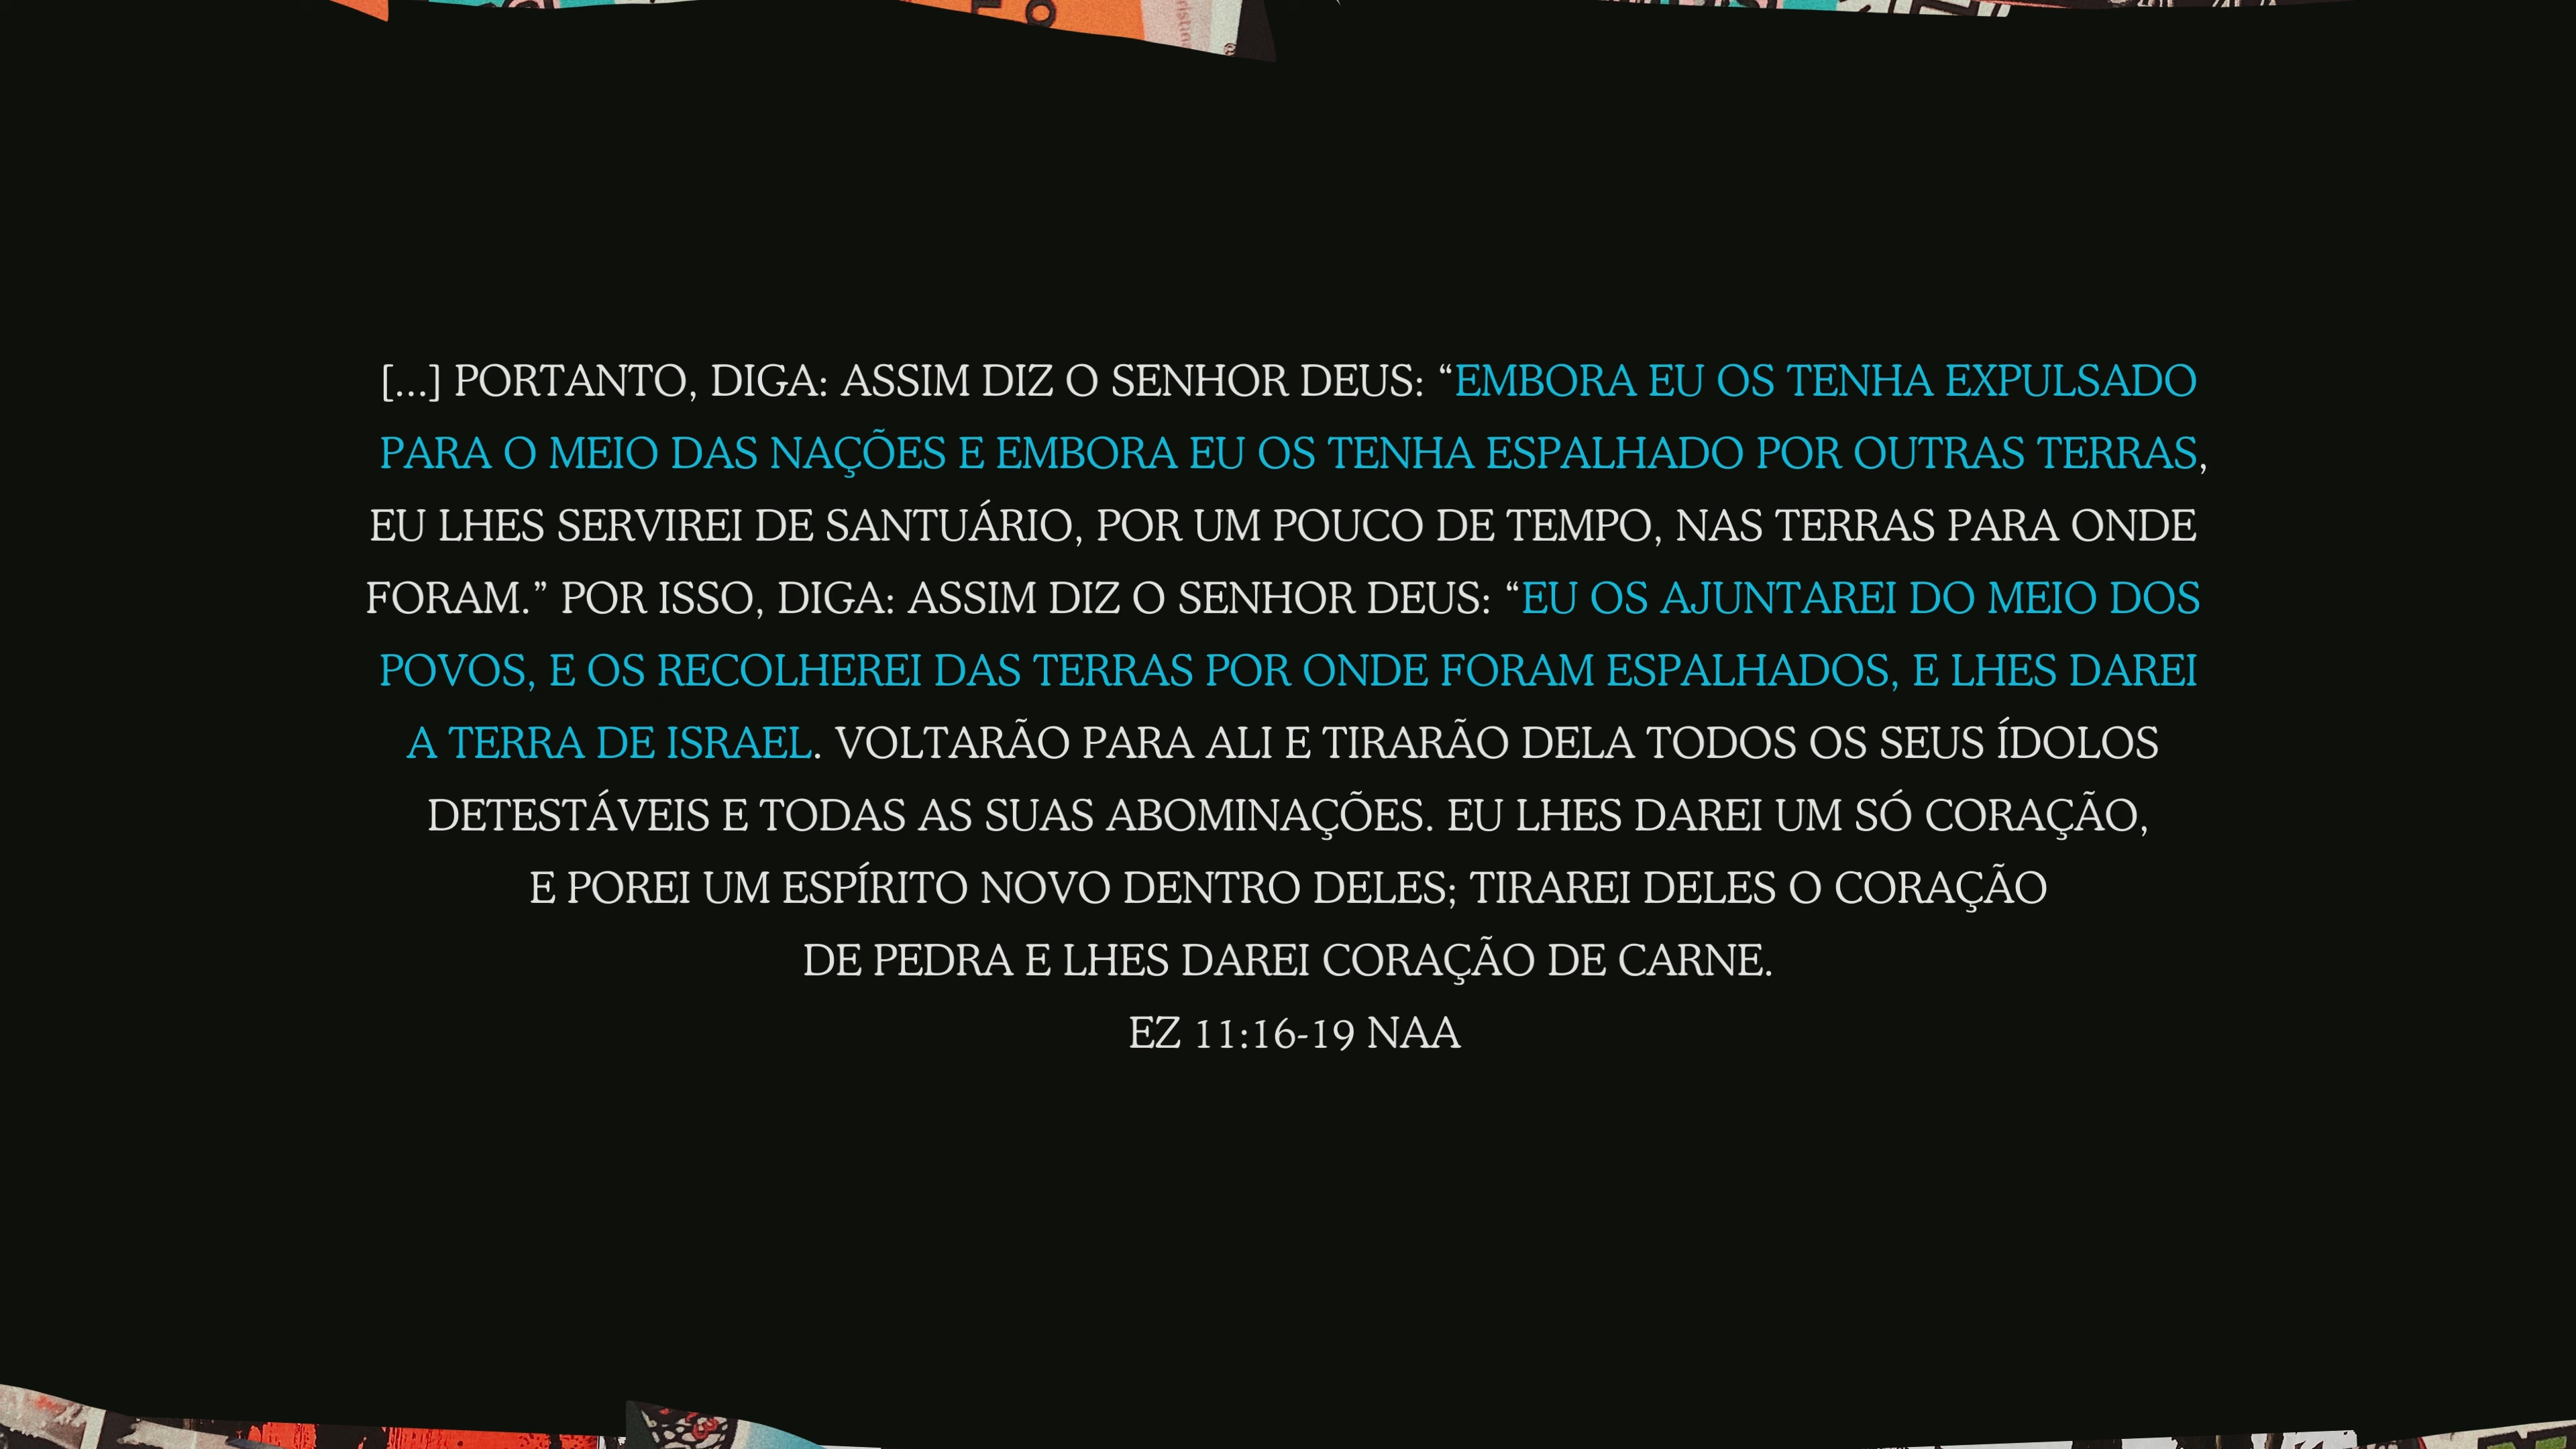 [...] PORTANTO, DIGA: ASSIM DIZ O SENHOR DEUS: “EMBORA EU OS TENHA EXPULSADO
PARA O MEIO DAS NAÇÕES E EMBORA EU OS TENHA ESPALHADO POR OUTRAS TERRAS,
EU LHES SERVIREI DE SANTUÁRIO, POR UM POUCO DE TEMPO, NAS TERRAS PARA ONDE
FORAM.” POR ISSO, DIGA: ASSIM DIZ O SENHOR DEUS: “EU OS AJUNTAREI DO MEIO DOS
POVOS, E OS RECOLHEREI DAS TERRAS POR ONDE FORAM ESPALHADOS, E LHES DAREI
A TERRA DE ISRAEL. VOLTARÃO PARA ALI E TIRARÃO DELA TODOS OS SEUS ÍDOLOS
DETESTÁVEIS E TODAS AS SUAS ABOMINAÇÕES. EU LHES DAREI UM SÓ CORAÇÃO,
E POREI UM ESPÍRITO NOVO DENTRO DELES; TIRAREI DELES O CORAÇÃO
DE PEDRA E LHES DAREI CORAÇÃO DE CARNE.
EZ 11:16-19 NAA